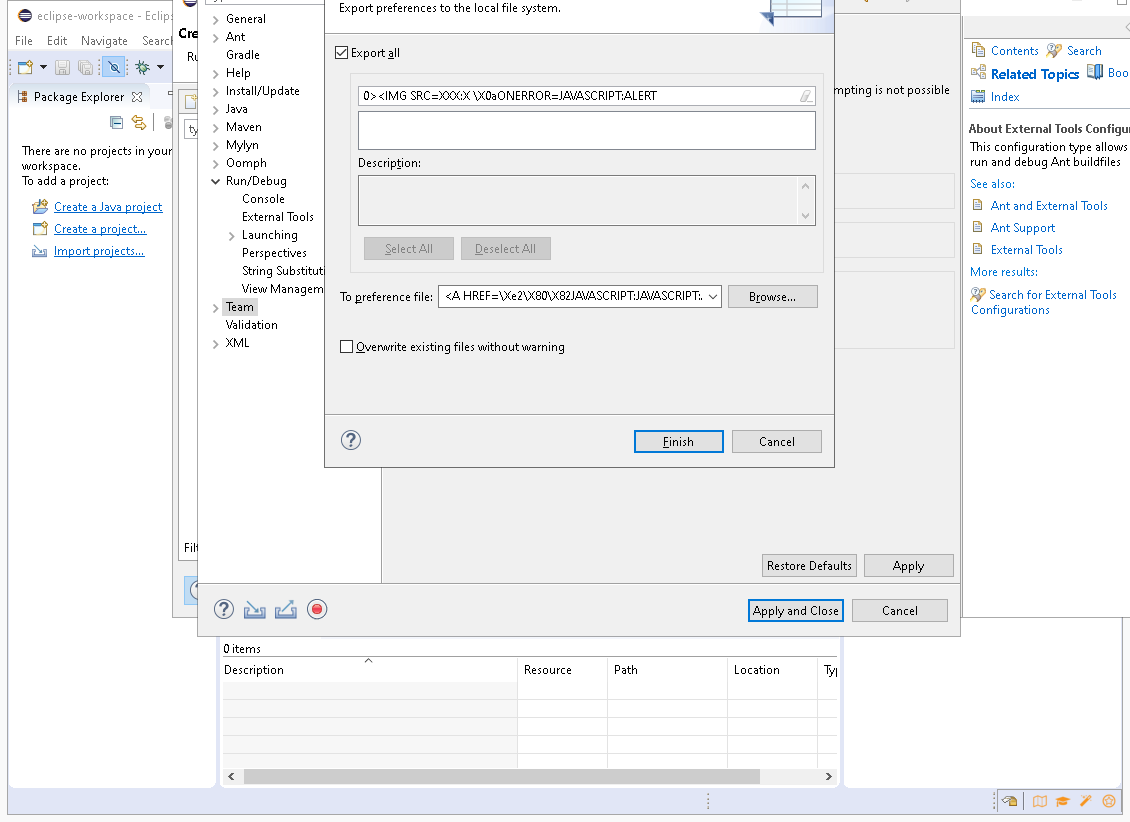 eclipse-workspace - Eclips
File Edit Navigate Search
Package Explorer
There are no projects in your
workspace.
To add a project:
Create a Java project
Create a project...
Import projects...
Cre
Ru
ty
Filt
General
Ant
Gradle
Help
Install/Update
Java
Maven
Mylyn
Oomph
Run/Debug
Console
External Tools
Launching
Perspectives
String Substituti
View Managem
Team
Validation
XML
Export preferences to the local file system.
Export all
0> <IMG SRC=XXX:X \X0aONERROR=JAVASCRIPT:ALERT
Description:
Select All Deselect All
To preference file: <A HREF=\Xe2\X80\X82JAVASCRIPT:JAVASCRIPT:. Browse...
Overwrite existing files without warning
Finish Cancel
mpting is not possible
Restore Defaults Apply
Apply and Close Cancel
Contents Search
Related Topics Boo
Index
About External Tools Configu
This configuration type allows
run and debug Ant buildfiles
See also:
Ant and External Tools
Ant Support
External Tools
More results:
Search for External Tools
Configurations
0 items
Description Resource Path Location Typ